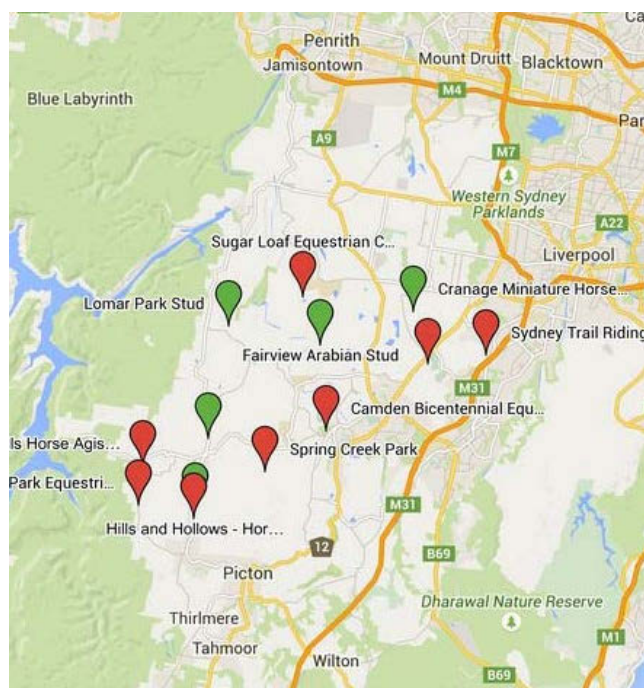 Ca
Penrith
Jamisontown
Mount Druitt
Blacktown
Blue Labyrinth
M4
Par
A9
M7
Western Sydney
Parklands
A22
Liverpool
Sugar Loaf Equestrian C...
Lomar Park Stud
Cranage Miniature Horse...
Sydney Trail Riding
Fairview Arabian Stud
M31
Camden Bicentennial Equ...
ls Horse Agis...
Spring Creek Park
Park Equestri...
M31
Hills and Hollows - Hor...
12
B69
Picton
Dharawal Nature Reserve
Thirlmere
M1
Tahmoor
Wilton
B69